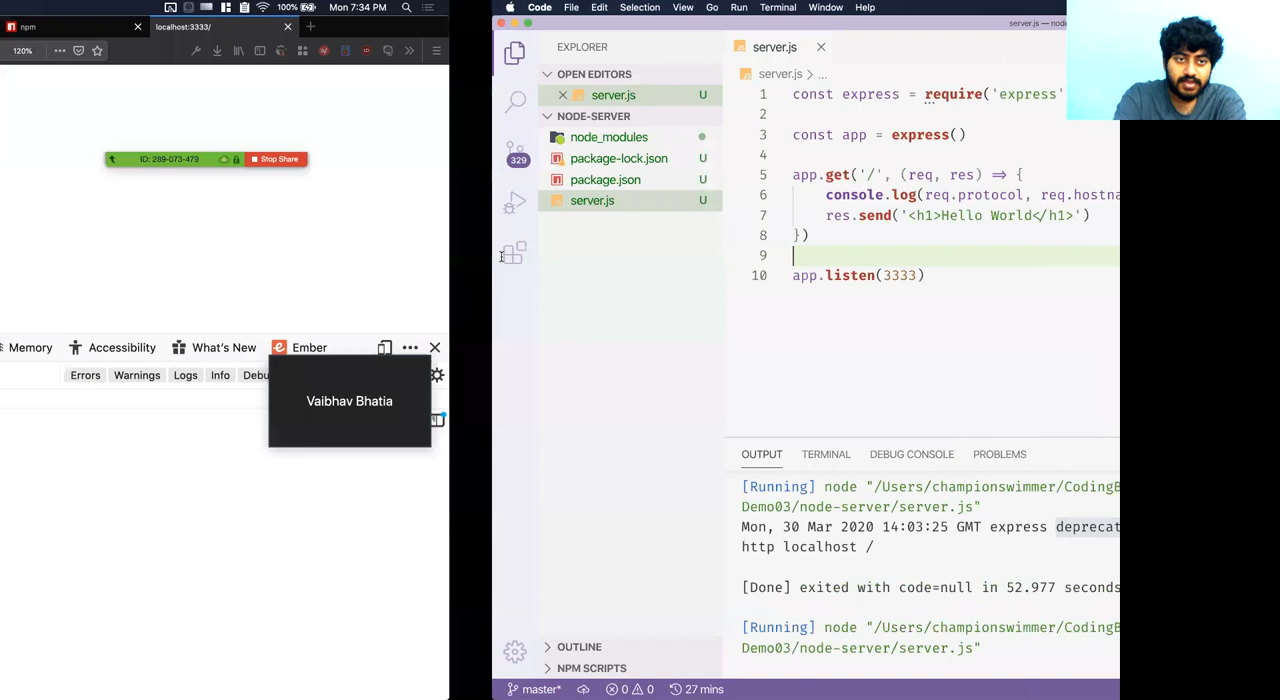 100% Mon 7:34 PM
npm
localhost:3333/
120%
ID: 289-073-479 Stop Share
Memory Accessibility What's New Ember
Errors Warnings Logs Info Debu
Vaibhav Bhatia
Code File Edit Selection View Go Run Terminal Window Help
server.js — node
EXPLORER
OPEN EDITORS
server.js U
NODE-SERVER
node_modules
package-lock.json U
package.json U
server.js U
329
OUTLINE
NPM SCRIPTS
server.js
server.js > ...
1 const express = require('express'
2
3 const app = express()
4
5 app.get('/', (req, res) => {
6 console.log(req.protocol, req.hostna
7 res.send('<h1>Hello World</h1>')
8 })
9
10 app.listen(3333)
OUTPUT TERMINAL DEBUG CONSOLE PROBLEMS
[Running] node "/Users/championswimmer/CodingB
Demo03/node-server/server.js"
Mon, 30 Mar 2020 14:03:25 GMT express deprecat
http localhost /
[Done] exited with code=null in 52.977 seconds
[Running] node "/Users/championswimmer/CodingB
Demo03/node-server/server.js"
master* 0 0 27 mins